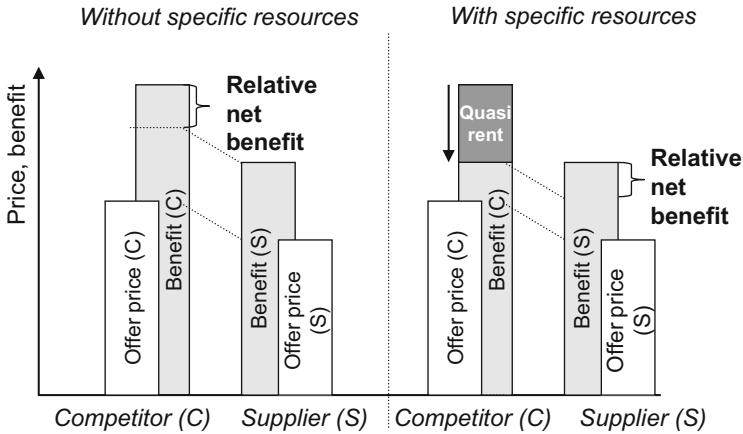 Without specific resources
With specific resources
Price, benefit
Relative
net
benefit
Offer price (C)
Benefit (C)
Benefit (S)
Offer price
(S)
Quasi
rent
Relative
net
benefit
Offer price (C)
Benefit (C)
Benefit (S)
Offer price
(S)
Competitor (C)
Supplier (S)
Competitor (C)
Supplier (S)